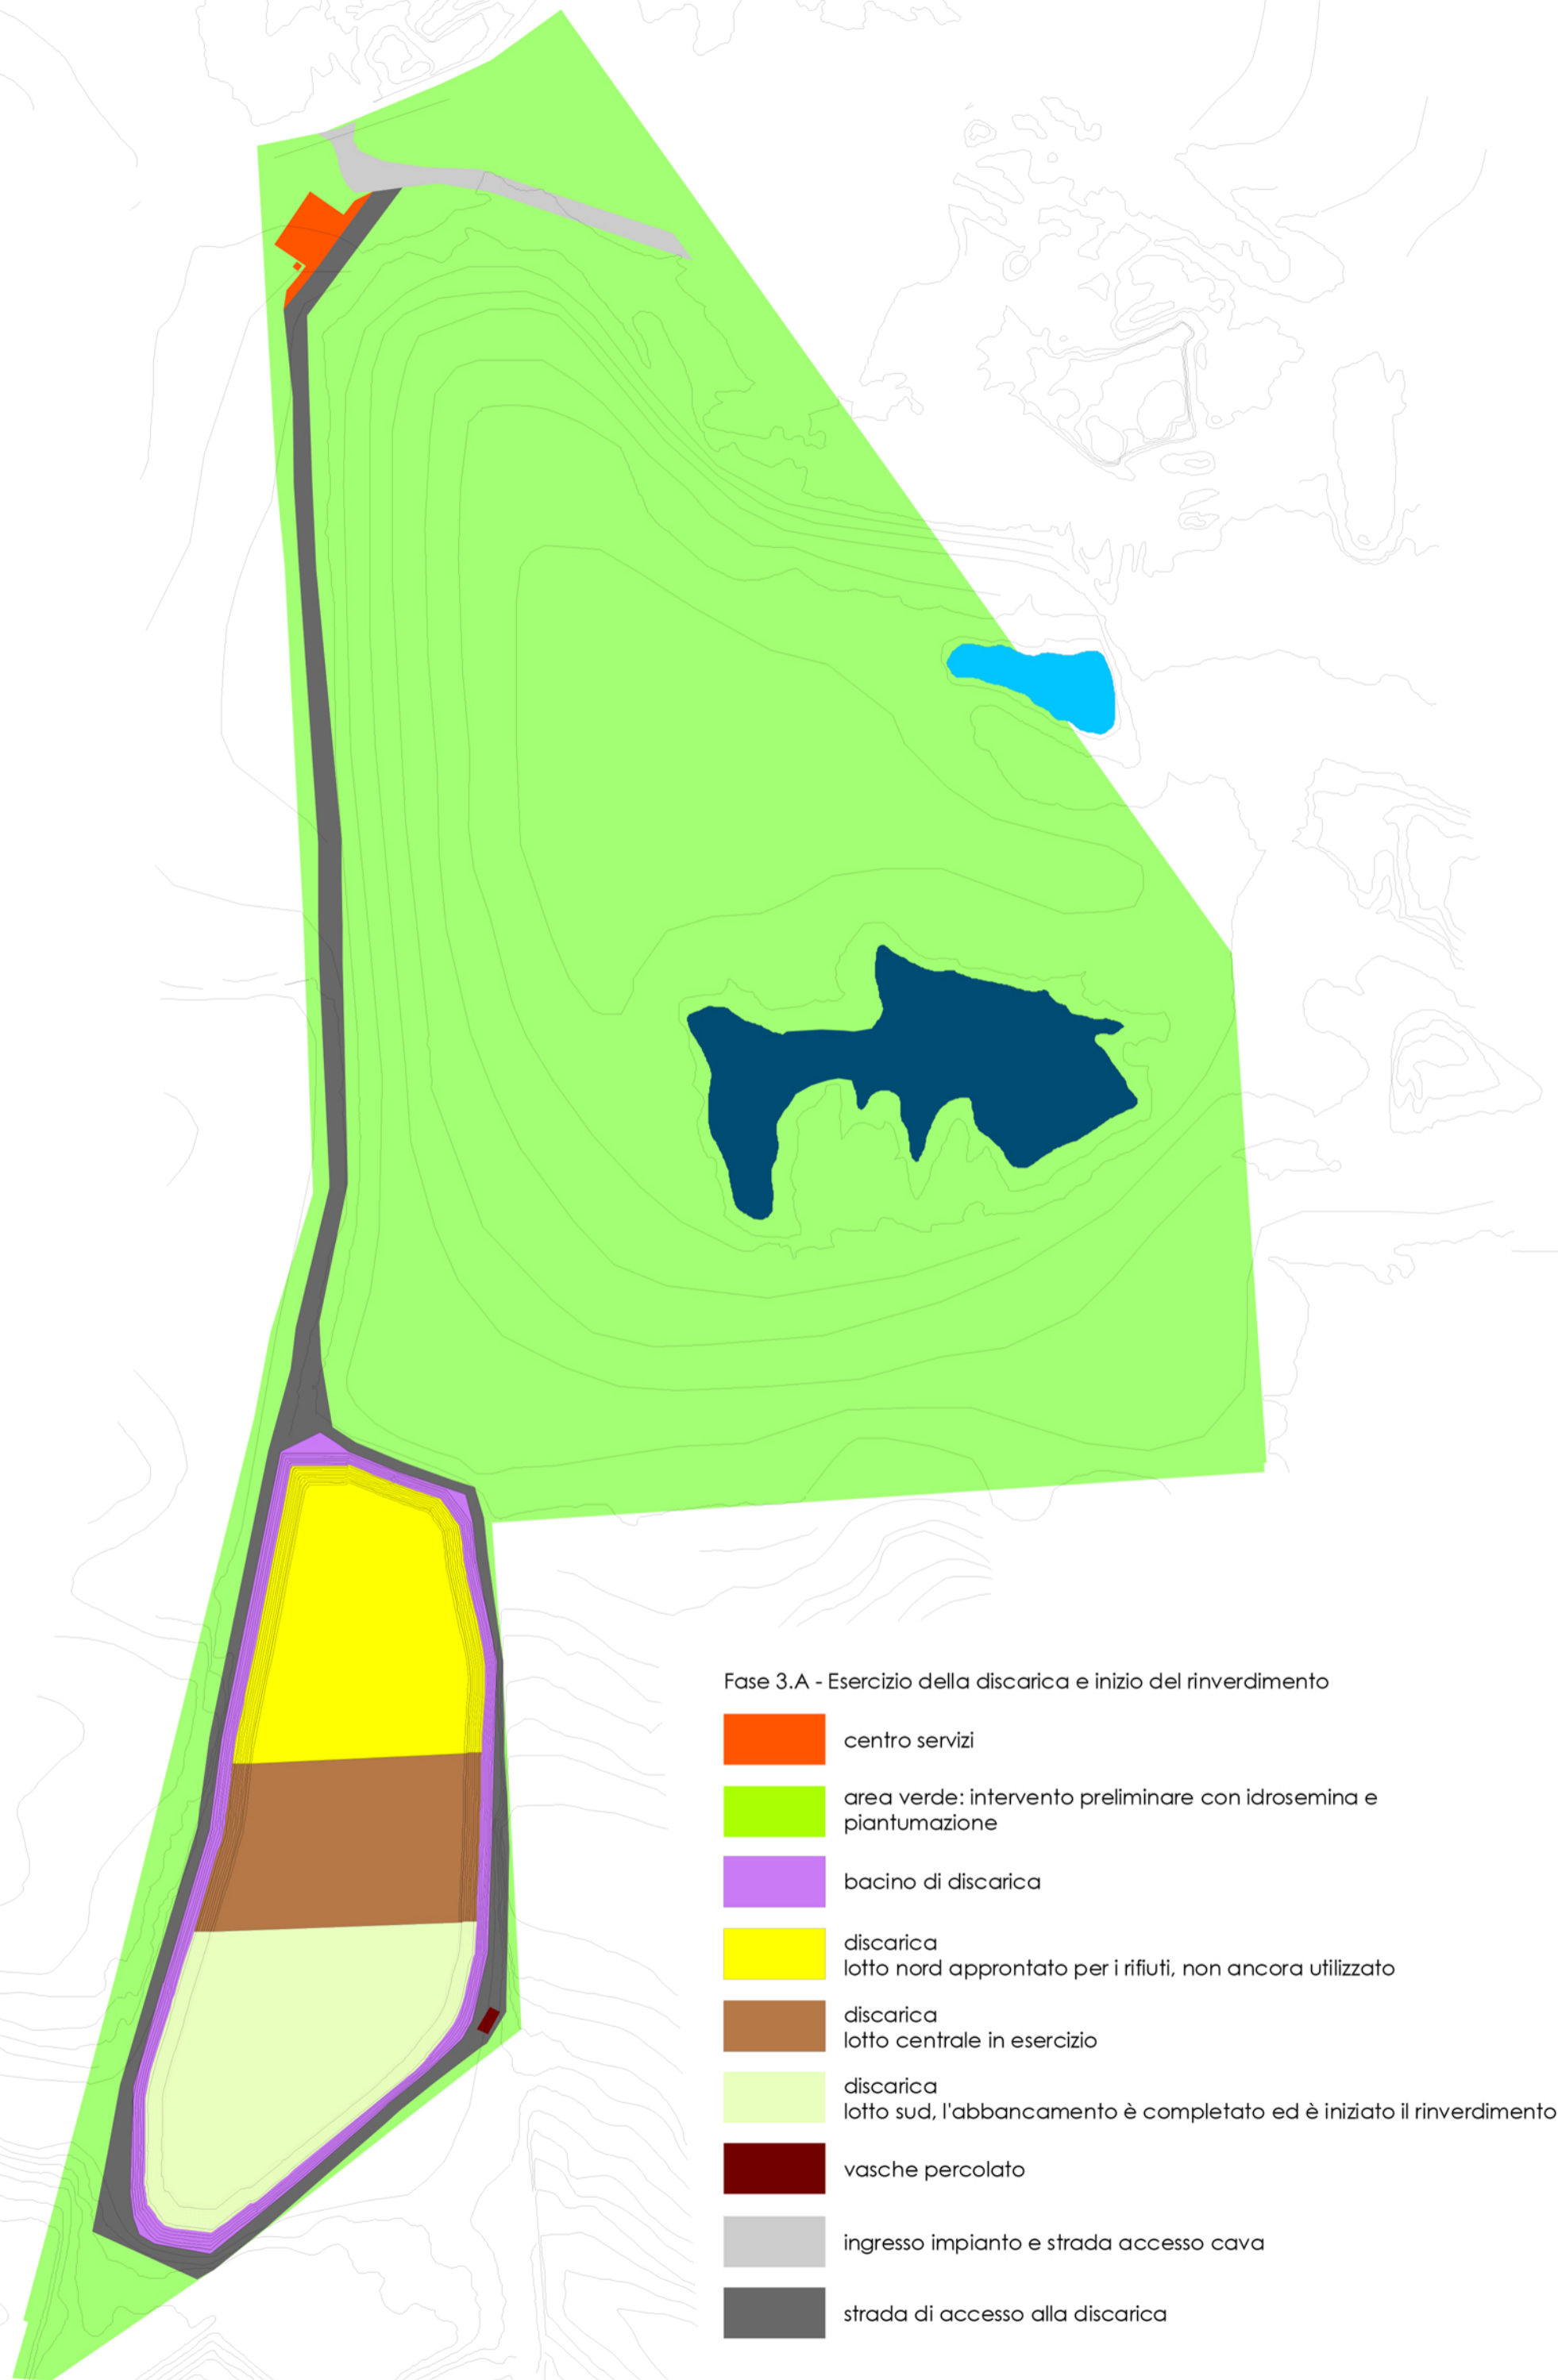 Fase 3.A - Esercizio della discarica e inizio del rinverdimento
centro servizi
area verde: intervento preliminare con idrosemina e
piantumazione
bacino di discarica
discarica
lotto nord approntato per i rifiuti, non ancora utilizzato
discarica
lotto centrale in esercizio
discarica
lotto sud, l'abbancamento è completato ed è iniziato il rinverdimento
vasche percolato
ingresso impianto e strada accesso cava
strada di accesso alla discarica